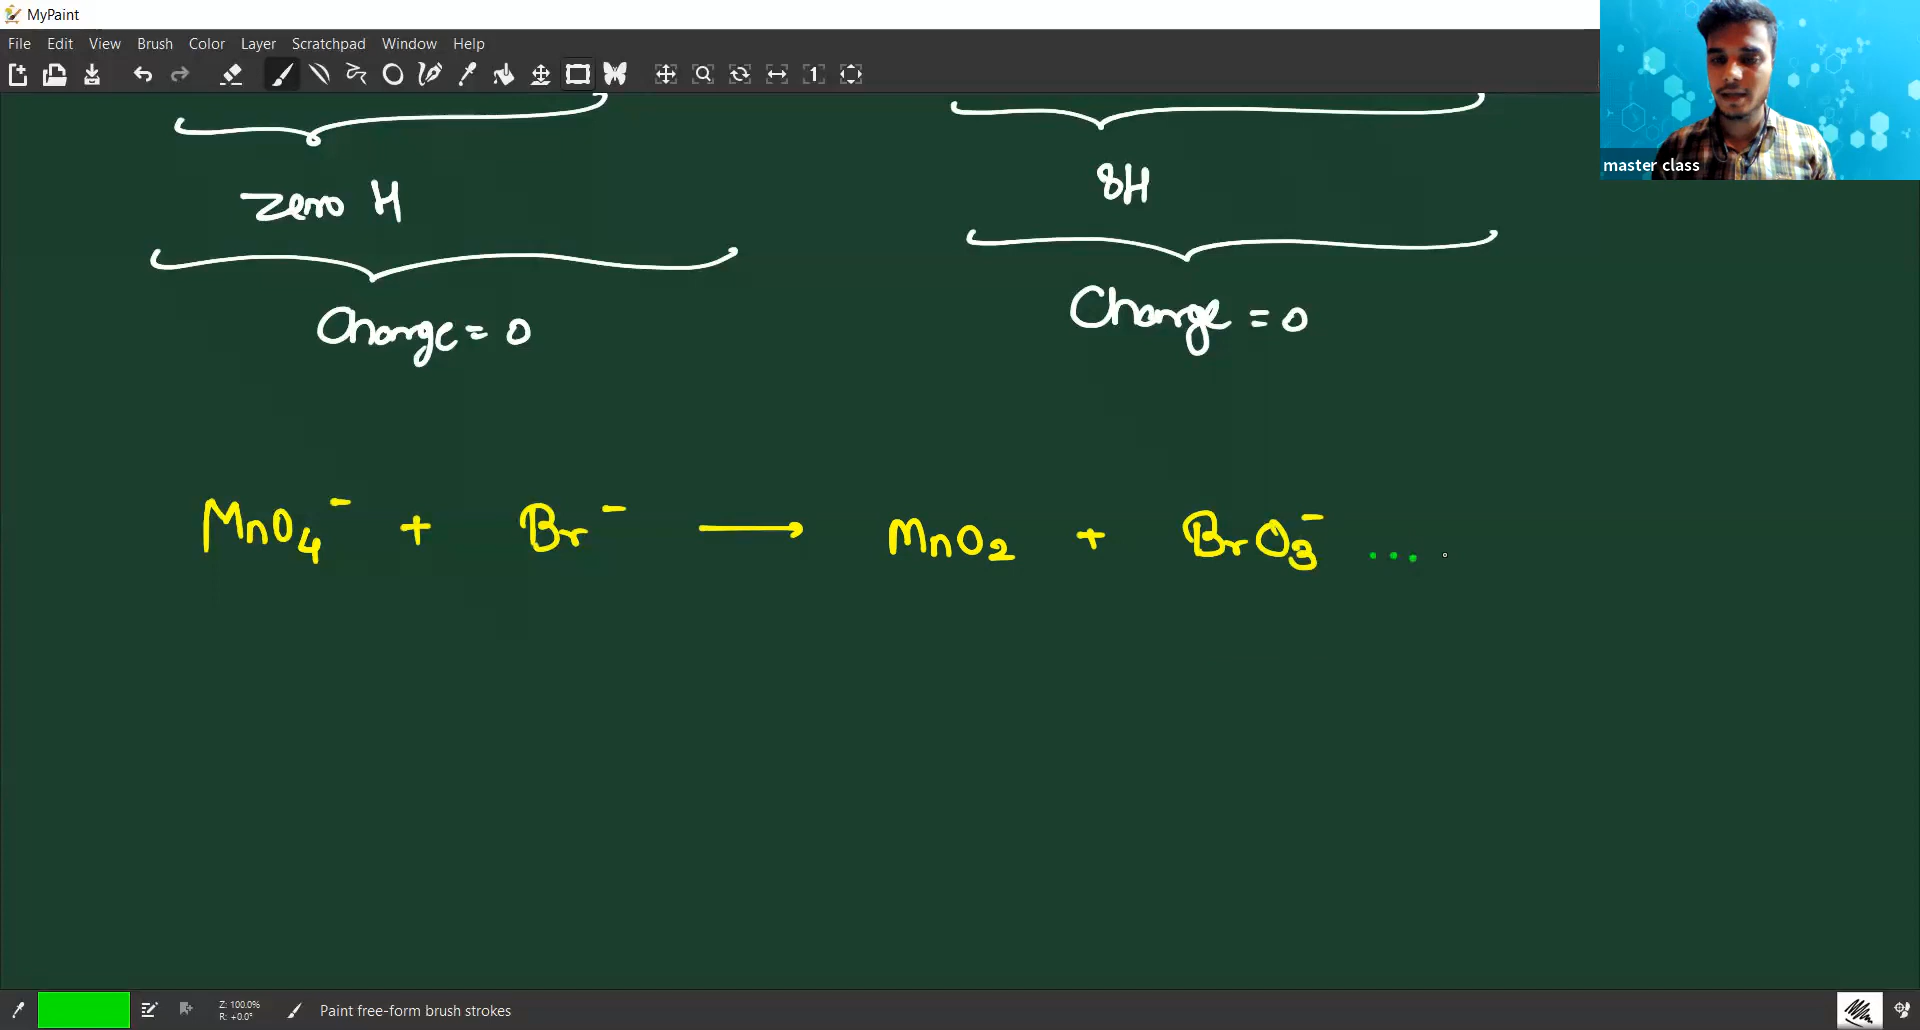 MyPaint
File Edit View Brush Color Layer Scratchpad Window Help
1
master class
zero H
8H
Charge = 0
Charge = 0
MnO₄⁻ + Br⁻ ⟶ MnO₂ + BrO₃⁻ ....
Z: 100.0%
R: +0.0°
Paint free-form brush strokes